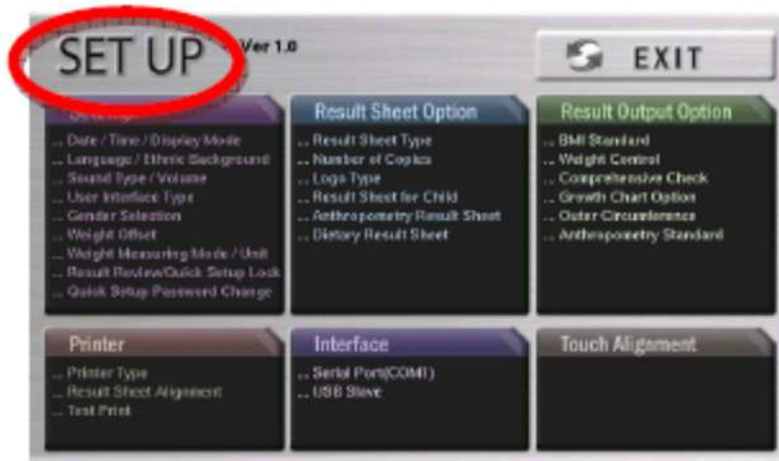 SET UP Ver 1.0
EXIT
Result Sheet Option
Result Output Option
... Date / Time / Display Mode
... Language / Ethnic Background
... Sound Type / Volume
... User Interface Type
... Gender Selection
... Weight Offset
... Weight Measuring Mode / Unit
... Result Review/Quick Setup Lock
... Quick Setup Password Change
... Result Sheet Type
... Number of Copies
... Logo Type
... Result Sheet for Child
... Anthropometry Result Sheet
... Dietary Result Sheet
... BMI Standard
... Weight Control
... Comprehensive Check
... Growth Chart Option
... Outer Circumference
... Anthropometry Standard
Printer
... Printer Type
... Result Sheet Alignment
... Test Print
Interface
... Serial Port(COM1)
... USB Slave
Touch Alignment